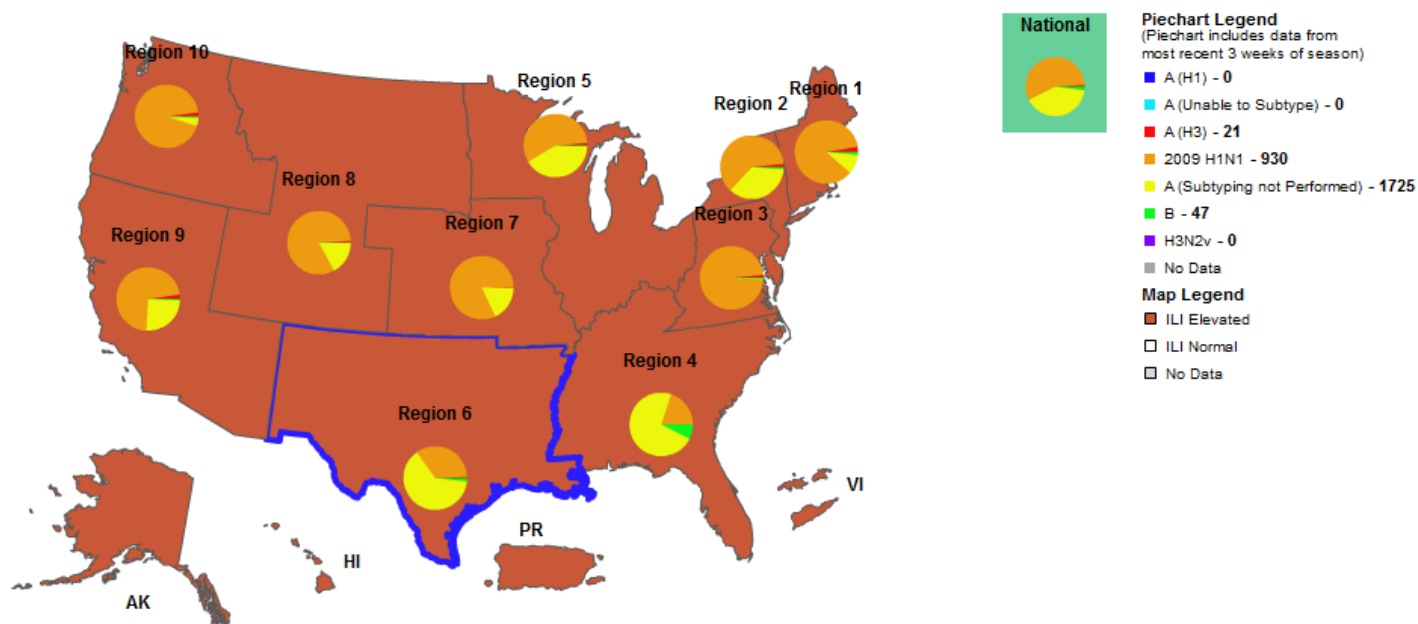 Region 10
Region 5
Region 2
Region 1
Region 8
Region 7
Region 3
Region 9
Region 4
Region 6
VI
PR
HI
AK
National
Piechart Legend
(Piechart includes data from
most recent 3 weeks of season)
A (H1) - 0
A (Unable to Subtype) - 0
A (H3) - 21
2009 H1N1 - 930
A (Subtyping not Performed) - 1725
B - 47
H3N2v - 0
No Data
Map Legend
ILI Elevated
ILI Normal
No Data